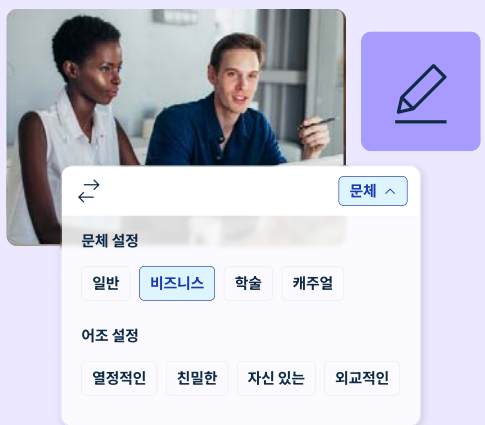 문체
문체 설정
일반 비즈니스 학술 캐주얼
어조 설정
열정적인 친밀한 자신 있는 외교적인